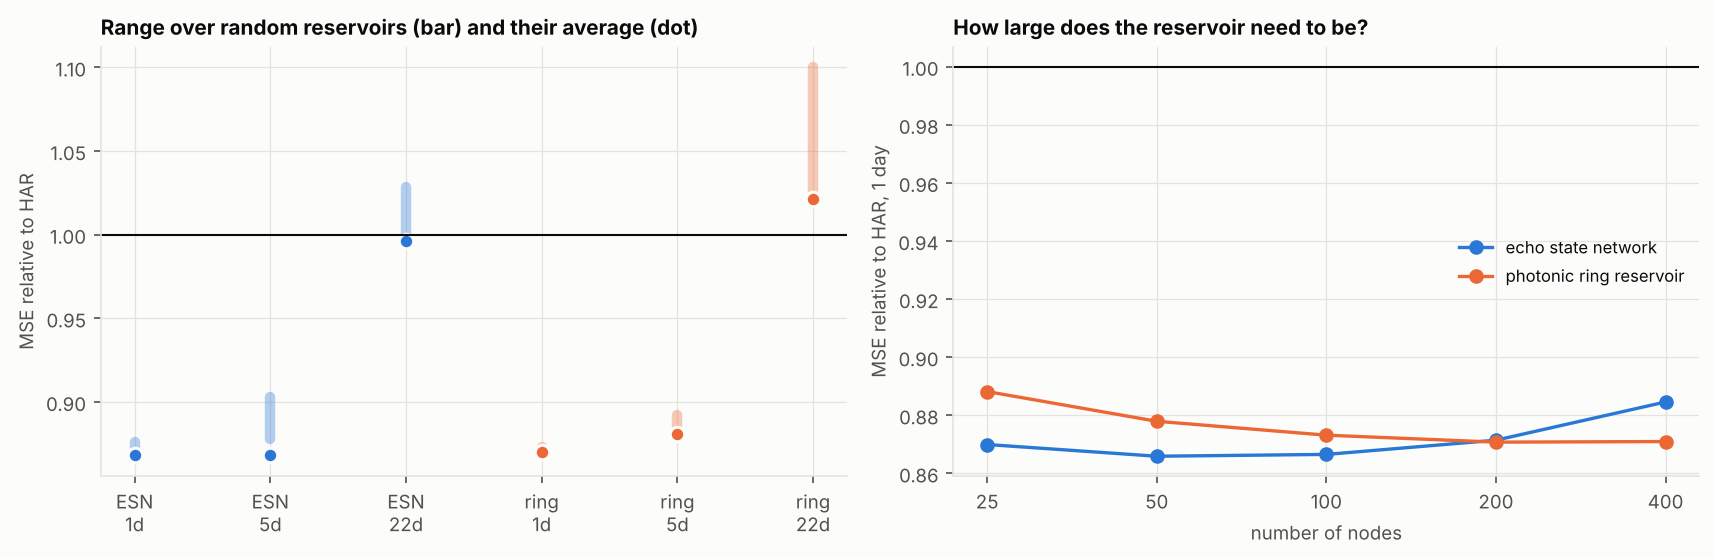 Range over random reservoirs (bar) and their average (dot)
MSE relative to HAR
1.10
1.05
1.00
0.95
0.90
ESN
1d
ESN
5d
ESN
22d
ring
1d
ring
5d
ring
22d
How large does the reservoir need to be?
MSE relative to HAR, 1 day
1.00
0.98
0.96
0.94
0.92
0.90
0.88
0.86
echo state network
photonic ring reservoir
25
50
100
200
400
number of nodes